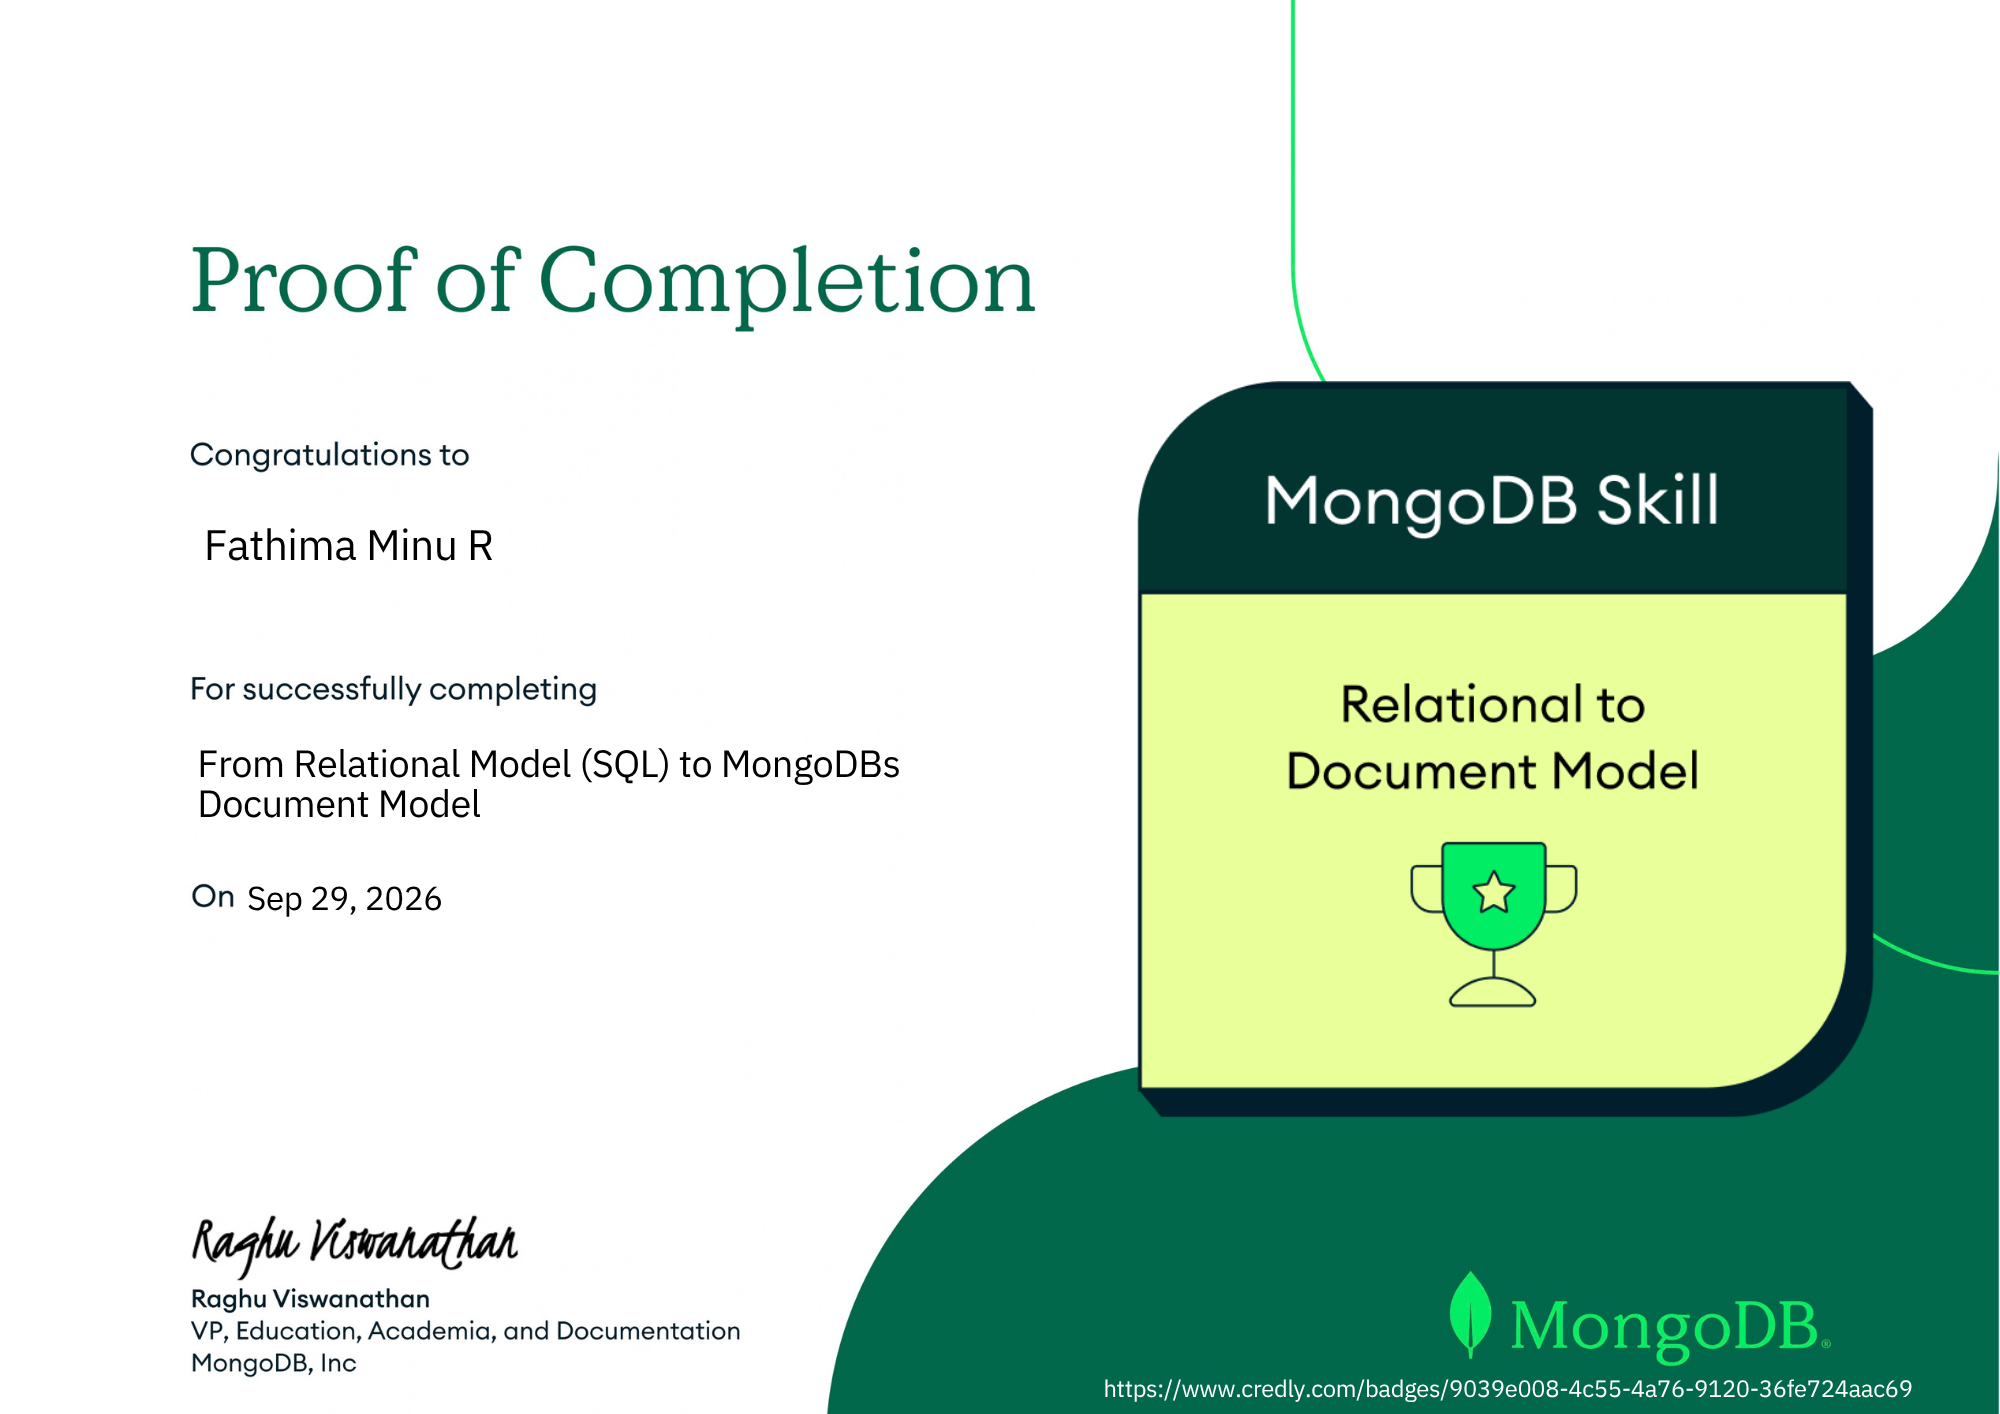 Proof of Completion
Congratulations to
Fathima Minu R
For successfully completing
From Relational Model (SQL) to MongoDBs
Document Model
On Sep 29, 2026
MongoDB Skill
Relational to
Document Model
Raghu Viswanathan
Raghu Viswanathan
VP, Education, Academia, and Documentation
MongoDB, Inc
MongoDB®
https://www.credly.com/badges/9039e008-4c55-4a76-9120-36fe724aac69